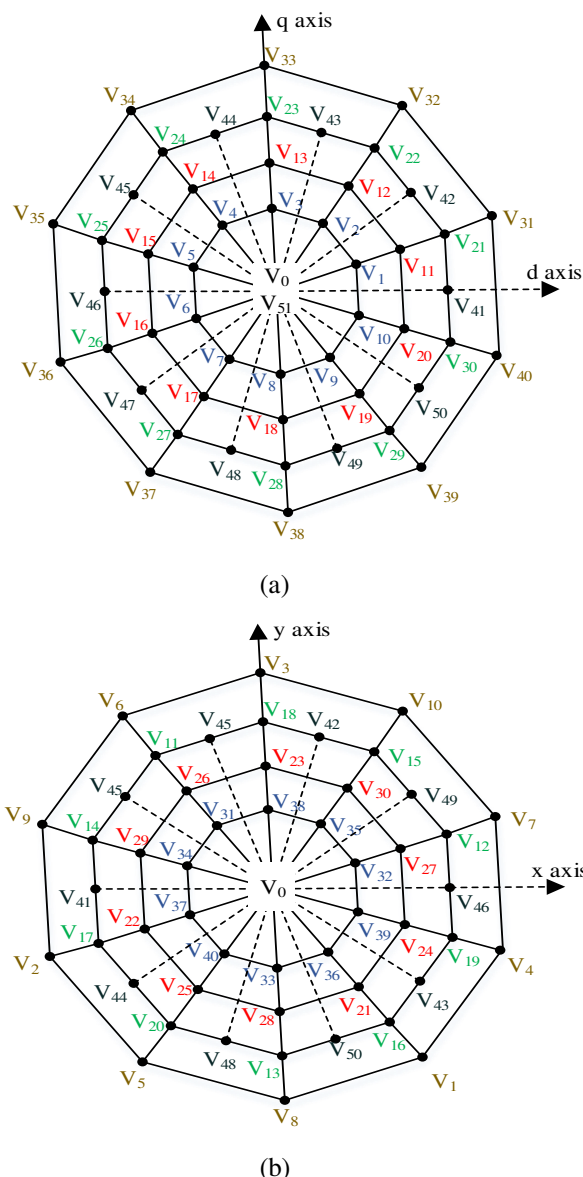 q axis
V33
V34 V44 V23 V43 V32
V24 V22
V13
V45 V14 V12 V42
V35 V4 V3 V2 V31
V25 V15 V5 V1 V11 V21
V0 d axis
V46 V51 V41
V6
V26 V16 V10 V20 V30
V36 V7 V8 V9 V40
V47 V17 V19 V50
V27 V18 V29
V48 V28 V49
V37 V39
V38
(a)
y axis
V3
V6 V45 V18 V42 V10
V11 V15
V23
V45 V26 V30 V49
V9 V31 V38 V35 V7
V14 V29 V34 V32 V27 V12
V0 x axis
V41 V46
V37
V17 V22 V39 V24 V19
V2 V40 V33 V36 V4
V44 V25 V21 V43
V20 V28 V16
V48 V13 V50
V5 V1
V8
(b)